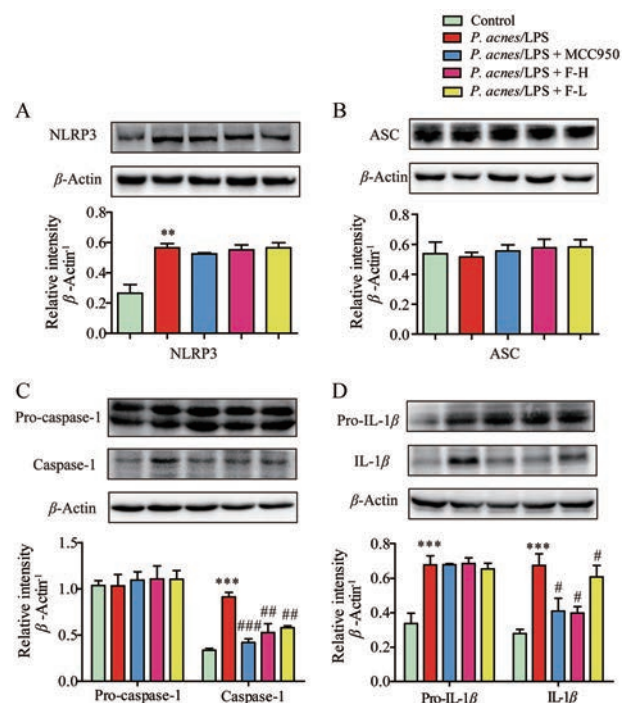 Control
P. acnes/LPS
P. acnes/LPS + MCC950
P. acnes/LPS + F-H
P. acnes/LPS + F-L
A
NLRP3
β-Actin
Relative intensity
β -Actin⁻¹
0.8
0.6
0.4
0.2
0.0
**
NLRP3
B
ASC
β-Actin
Relative intensity
β -Actin⁻¹
0.8
0.6
0.4
0.2
0.0
ASC
C
Pro-caspase-1
Caspase-1
β-Actin
Relative intensity
β -Actin⁻¹
1.5
1.0
0.5
0.0
***
###
##
##
Pro-caspase-1
Caspase-1
D
Pro-IL-1β
IL-1β
β-Actin
Relative intensity
β -Actin⁻¹
0.8
0.6
0.4
0.2
0.0
***
***
#
#
#
Pro-IL-1β
IL-1β